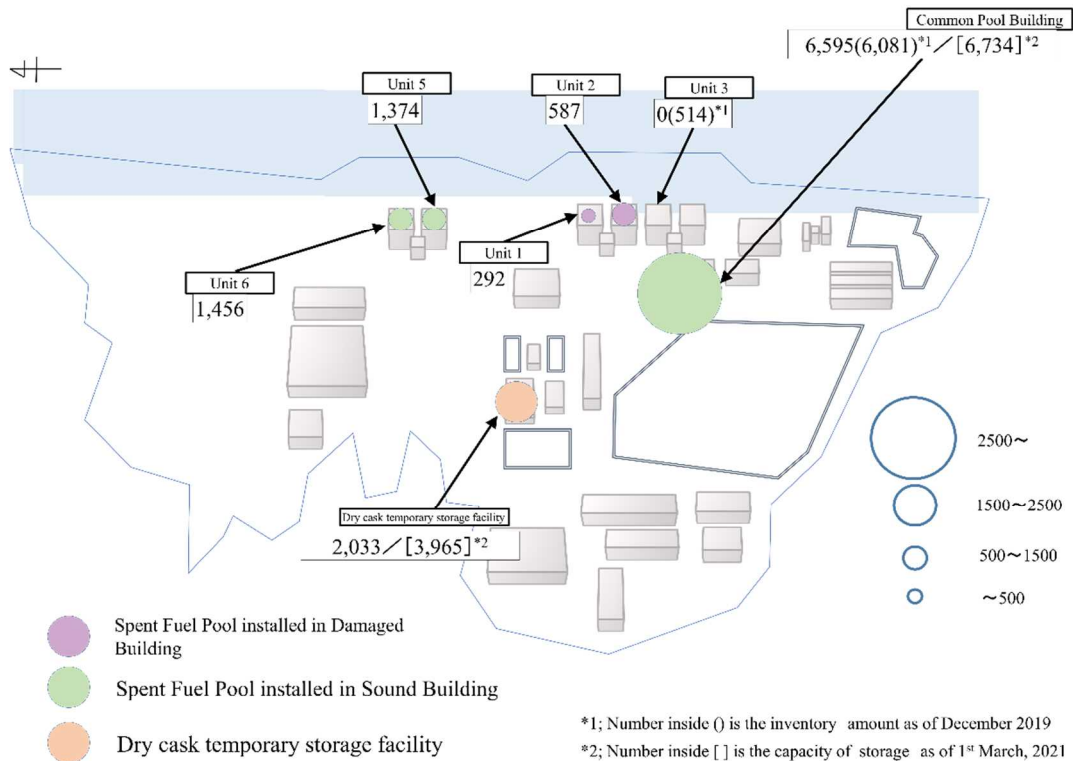 Common Pool Building
6,595(6,081)*1／[6,734]*2
Unit 5
1,374
Unit 2
587
Unit 3
0(514)*1
Unit 1
292
Unit 6
1,456
Dry cask temporary storage facility
2,033／[3,965]*2
2500～
1500～2500
500～1500
～500
Spent Fuel Pool installed in Damaged
Building
Spent Fuel Pool installed in Sound Building
Dry cask temporary storage facility
*1; Number inside () is the inventory amount as of December 2019
*2; Number inside [ ] is the capacity of storage as of 1st March, 2021